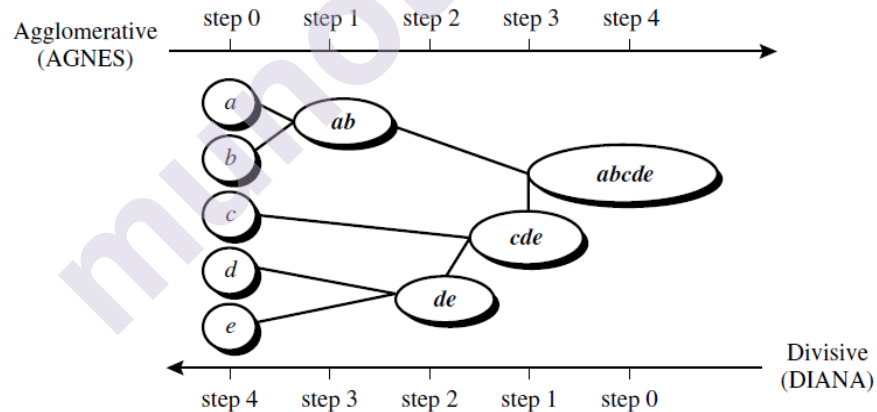 step 0 step 1 step 2 step 3 step 4
Agglomerative
(AGNES)
a
ab
b
abcde
c
cde
d
de
e
Divisive
(DIANA)
step 4 step 3 step 2 step 1 step 0